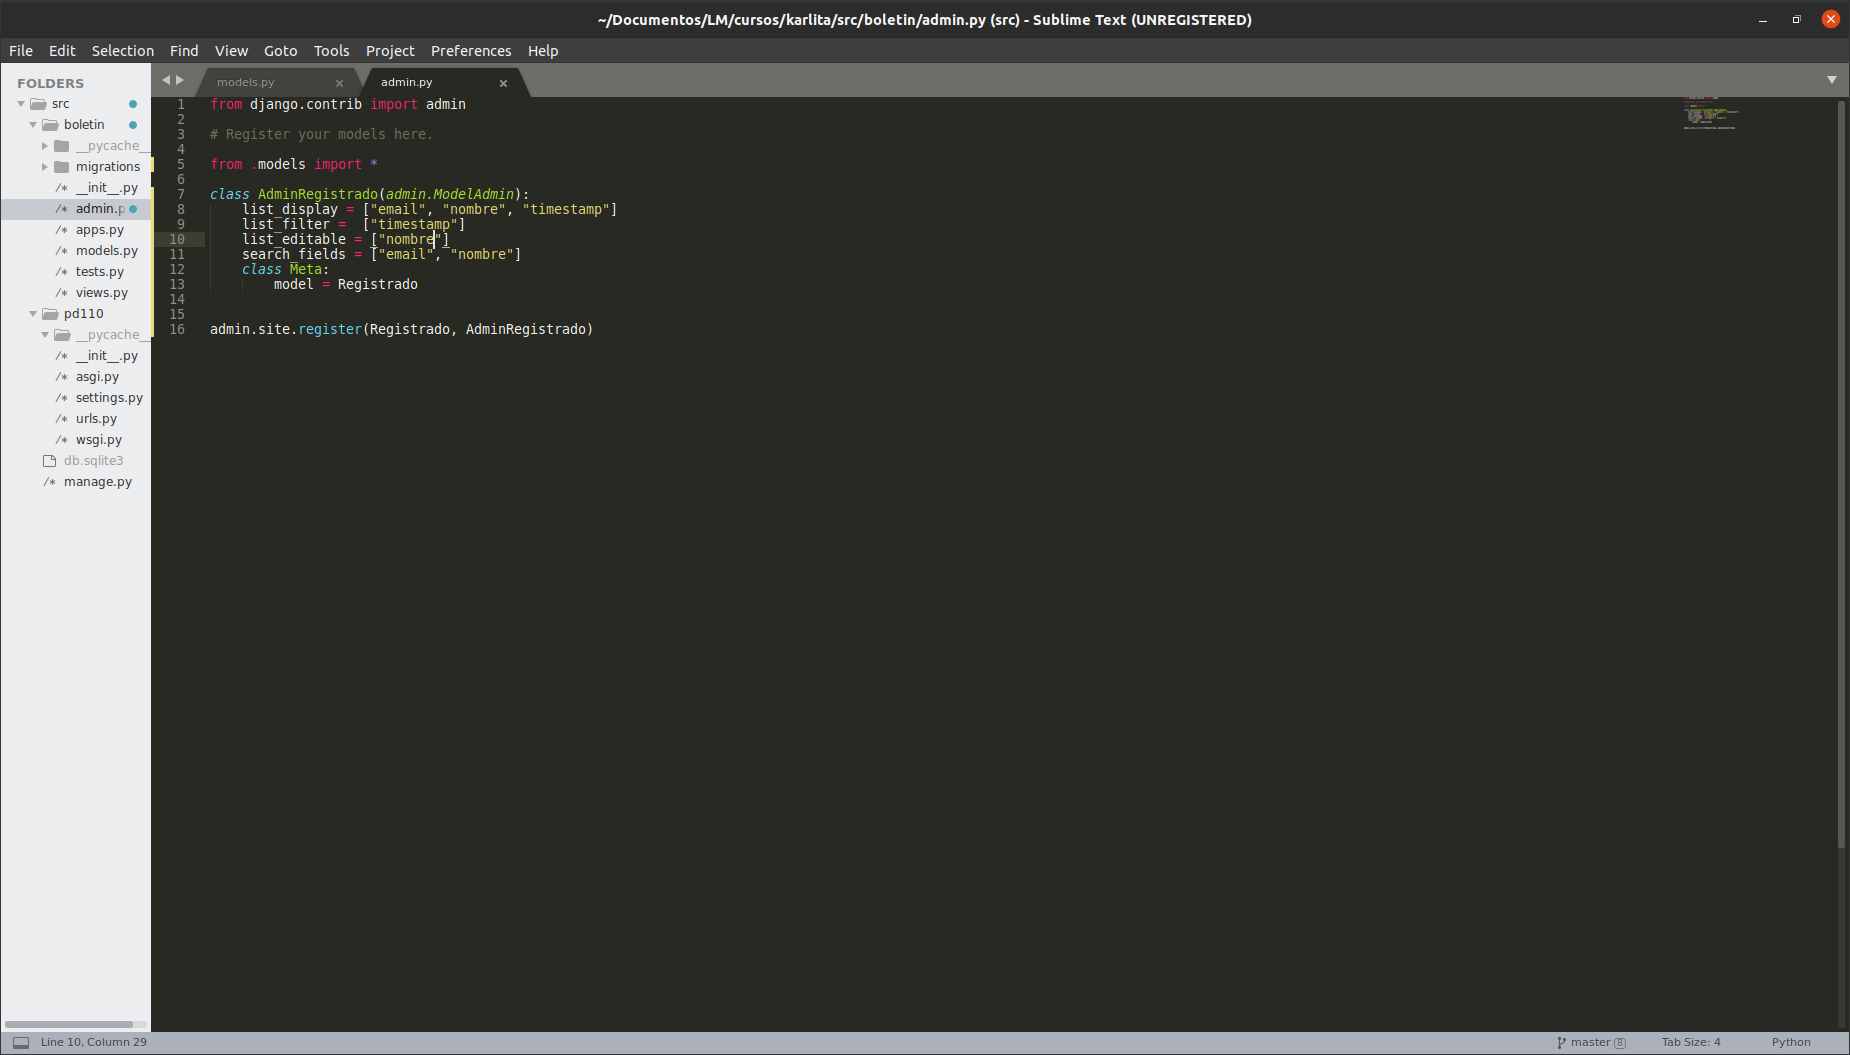 ~/Documentos/LM/cursos/karlita/src/boletin/admin.py (src) - Sublime Text (UNREGISTERED)
File Edit Selection Find View Goto Tools Project Preferences Help
FOLDERS
src
boletin
__pycache__
migrations
/* __init__.py
/* admin.p
/* apps.py
/* models.py
/* tests.py
/* views.py
pd110
__pycache__
/* __init__.py
/* asgi.py
/* settings.py
/* urls.py
/* wsgi.py
db.sqlite3
/* manage.py
models.py × admin.py ×
1 from django.contrib import admin
2
3 # Register your models here.
4
5 from .models import *
6
7 class AdminRegistrado(admin.ModelAdmin):
8     list_display = ["email", "nombre", "timestamp"]
9     list_filter =  ["timestamp"]
10     list_editable = ["nombre"]
11     search_fields = ["email", "nombre"]
12     class Meta:
13         model = Registrado
14
15
16 admin.site.register(Registrado, AdminRegistrado)
Line 10, Column 29 master 8 Tab Size: 4 Python